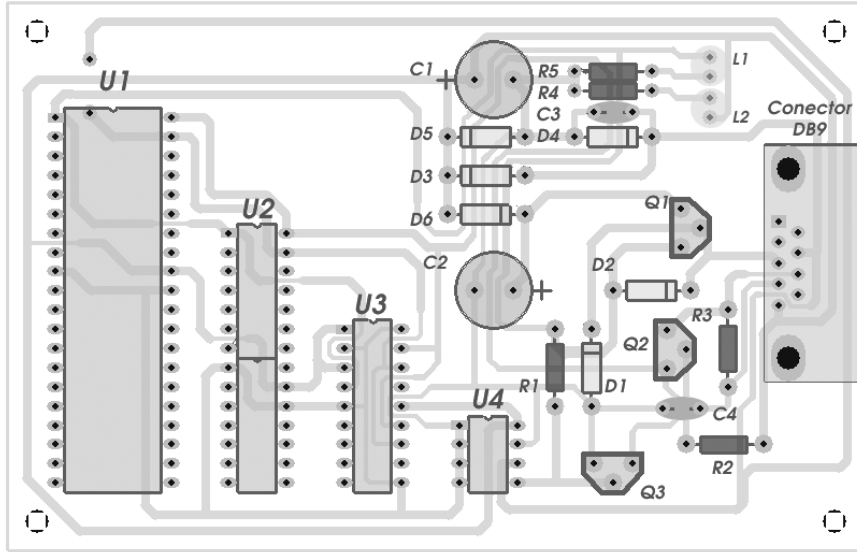 U1
C1
R5
L1
R4
C3
L2
Conector
DB9
D5
D4
D3
U2
D6
Q1
C2
D2
U3
R3
Q2
R1
D1
U4
C4
R2
Q3